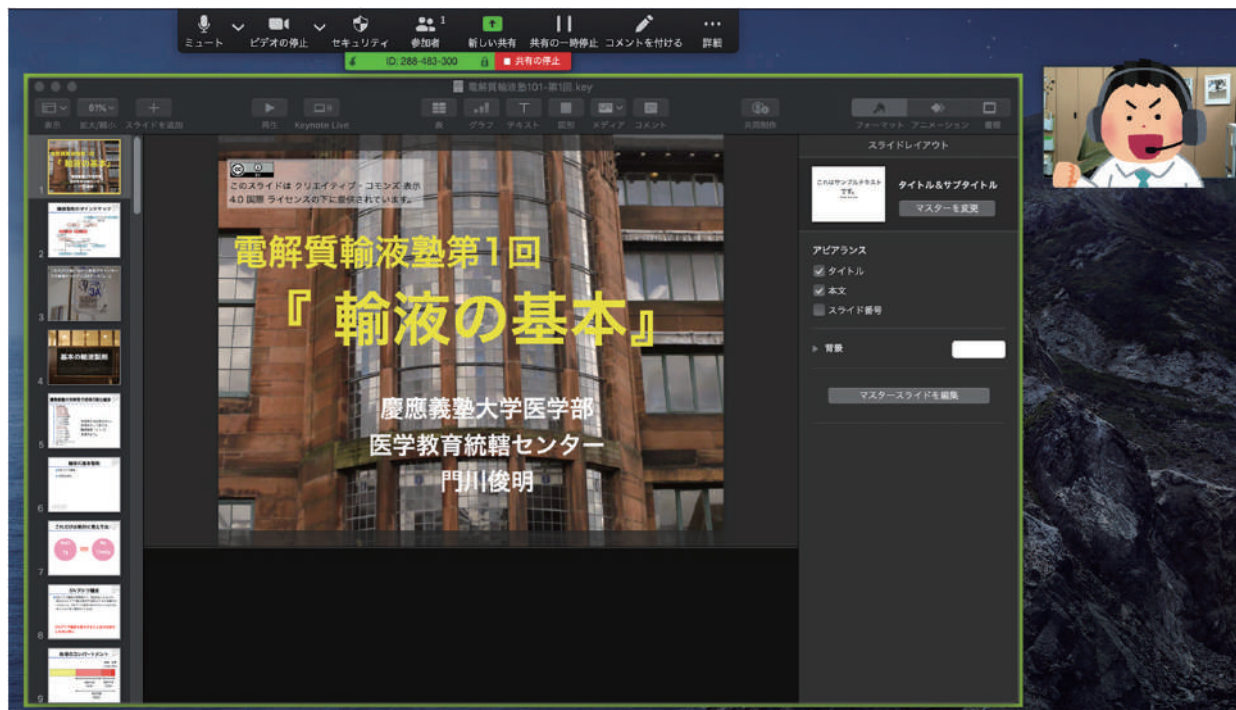 1
ミュート
ビデオの停止
セキュリティ
参加者
新しい共有
共有の一時停止
コメントを付ける
詳細
ID: 288-483-300
共有の停止
電解質輸液塾101-第1回.key
81%
表示
拡大/縮小
スライドを追加
再生
Keynote Live
表
グラフ
テキスト
図形
メディア
コメント
共同制作
フォーマット
アニメーション
書類
1
2
基本の輸液製剤
3
4
5
6
7
8
9
このスライドは クリエイティブ・コモンズ 表示
4.0 国際 ライセンスの下に提供されています。
電解質輸液塾第1回
『 輸液の基本』
慶應義塾大学医学部
医学教育統轄センター
門川俊明
スライドレイアウト
これはサンプルテキスト
です。
タイトル&サブタイトル
マスターを変更
アピアランス
タイトル
本文
スライド番号
背景
マスタースライドを編集